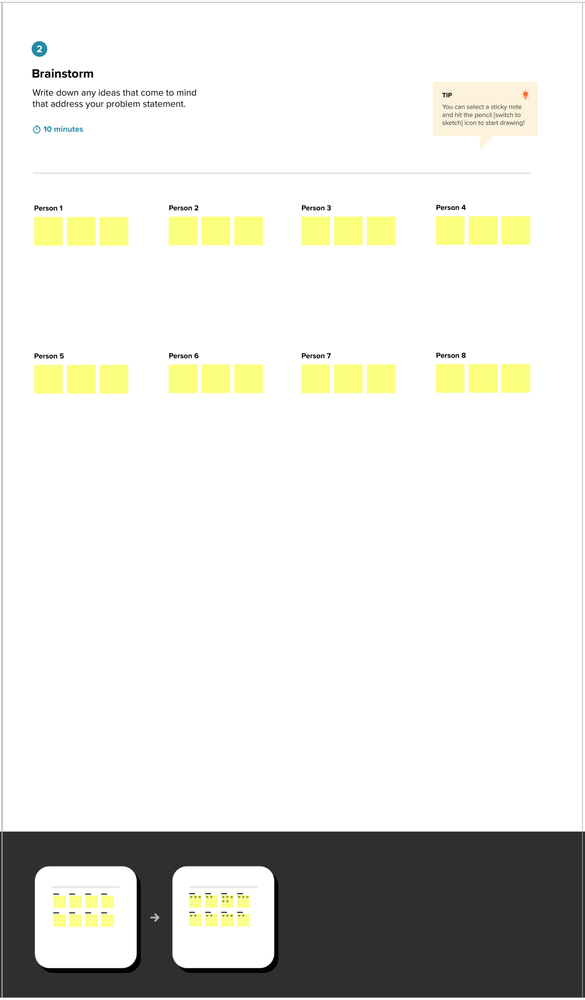 2
Brainstorm
Write down any ideas that come to mind
that address your problem statement.
10 minutes
TIP
You can select a sticky note
and hit the pencil [switch to
sketch] icon to start drawing!
Person 1
Person 2
Person 3
Person 4
Person 5
Person 6
Person 7
Person 8